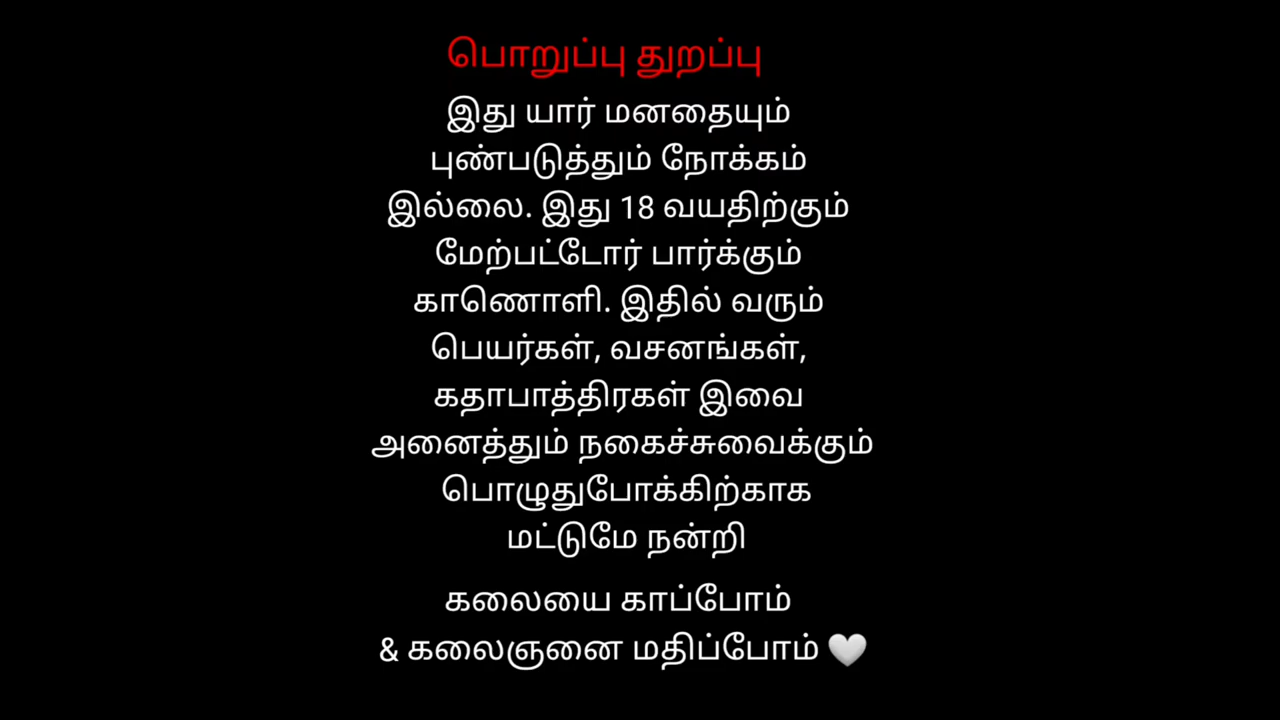 பொறுப்பு துறப்பு
இது யார் மனதையும்
புண்படுத்தும் நோக்கம்
இல்லை. இது 18 வயதிற்கும்
மேற்பட்டோர் பார்க்கும்
காணொளி. இதில் வரும்
பெயர்கள், வசனங்கள்,
கதாபாத்திரகள் இவை
அனைத்தும் நகைச்சுவைக்கும்
பொழுதுபோக்கிற்காக
மட்டுமே நன்றி
கலையை காப்போம்
& கலைஞனை மதிப்போம் 🤍